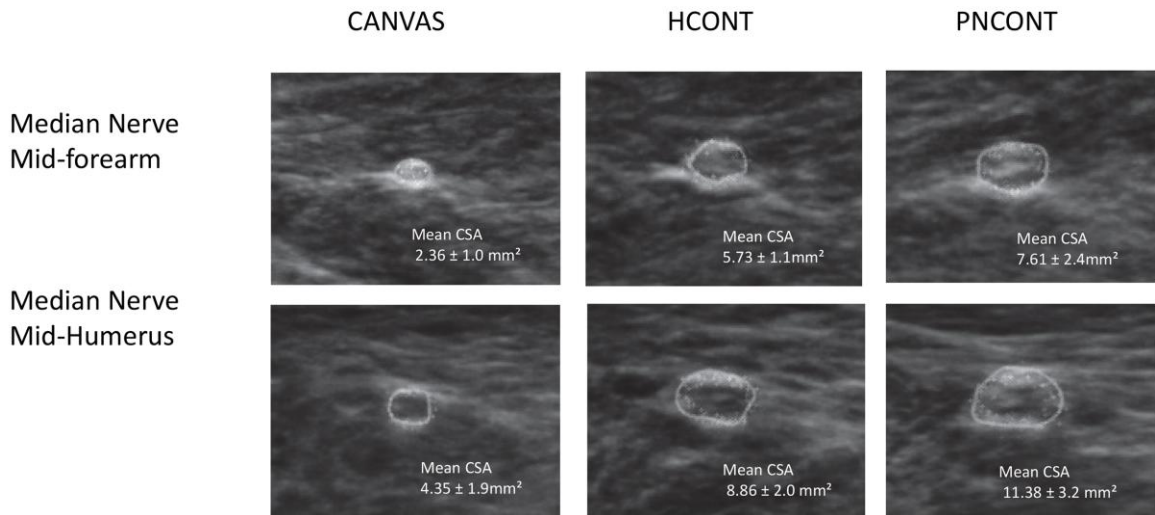 CANVAS HCONT PNCONT
Median Nerve
Mid-forearm
Mean CSA
2.36 ± 1.0 mm²
Mean CSA
5.73 ± 1.1mm²
Mean CSA
7.61 ± 2.4mm²
Median Nerve
Mid-Humerus
Mean CSA
4.35 ± 1.9mm²
Mean CSA
8.86 ± 2.0 mm²
Mean CSA
11.38 ± 3.2 mm²